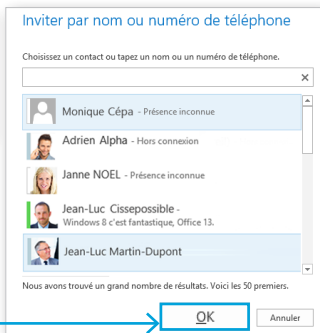 Inviter par nom ou numéro de téléphone
Choisissez un contact ou tapez un nom ou un numéro de téléphone.
Monique Cépa - Présence inconnue
Adrien Alpha - Hors connexion
Janne NOEL - Présence inconnue
Jean-Luc Cissepossible -
Windows 8 c'est fantastique, Office 13.
Jean-Luc Martin-Dupont
Nous avons trouvé un grand nombre de résultats. Voici les 50 premiers.
OK Annuler